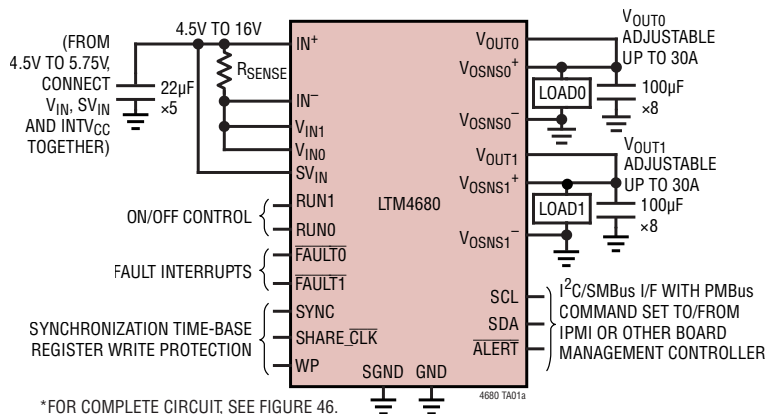 4.5V TO 16V
(FROM
4.5V TO 5.75V,
CONNECT
VIN, SVIN
AND INTVCC
TOGETHER)
22µF
×5
RSENSE
IN+
IN–
VIN1
VIN0
SVIN
ON/OFF CONTROL
RUN1
RUN0
FAULT INTERRUPTS
FAULT0
FAULT1
SYNCHRONIZATION TIME-BASE
REGISTER WRITE PROTECTION
SYNC
SHARE_CLK
WP
LTM4680
SGND GND
VOUT0
VOSNS0+
VOSNS0–
VOUT1
VOSNS1+
VOSNS1–
SCL
SDA
ALERT
VOUT0
ADJUSTABLE
UP TO 30A
LOAD0
100µF
×8
VOUT1
ADJUSTABLE
UP TO 30A
LOAD1
100µF
×8
I2C/SMBus I/F WITH PMBus
COMMAND SET TO/FROM
IPMI OR OTHER BOARD
MANAGEMENT CONTROLLER
4680 TA01a
*FOR COMPLETE CIRCUIT, SEE FIGURE 46.